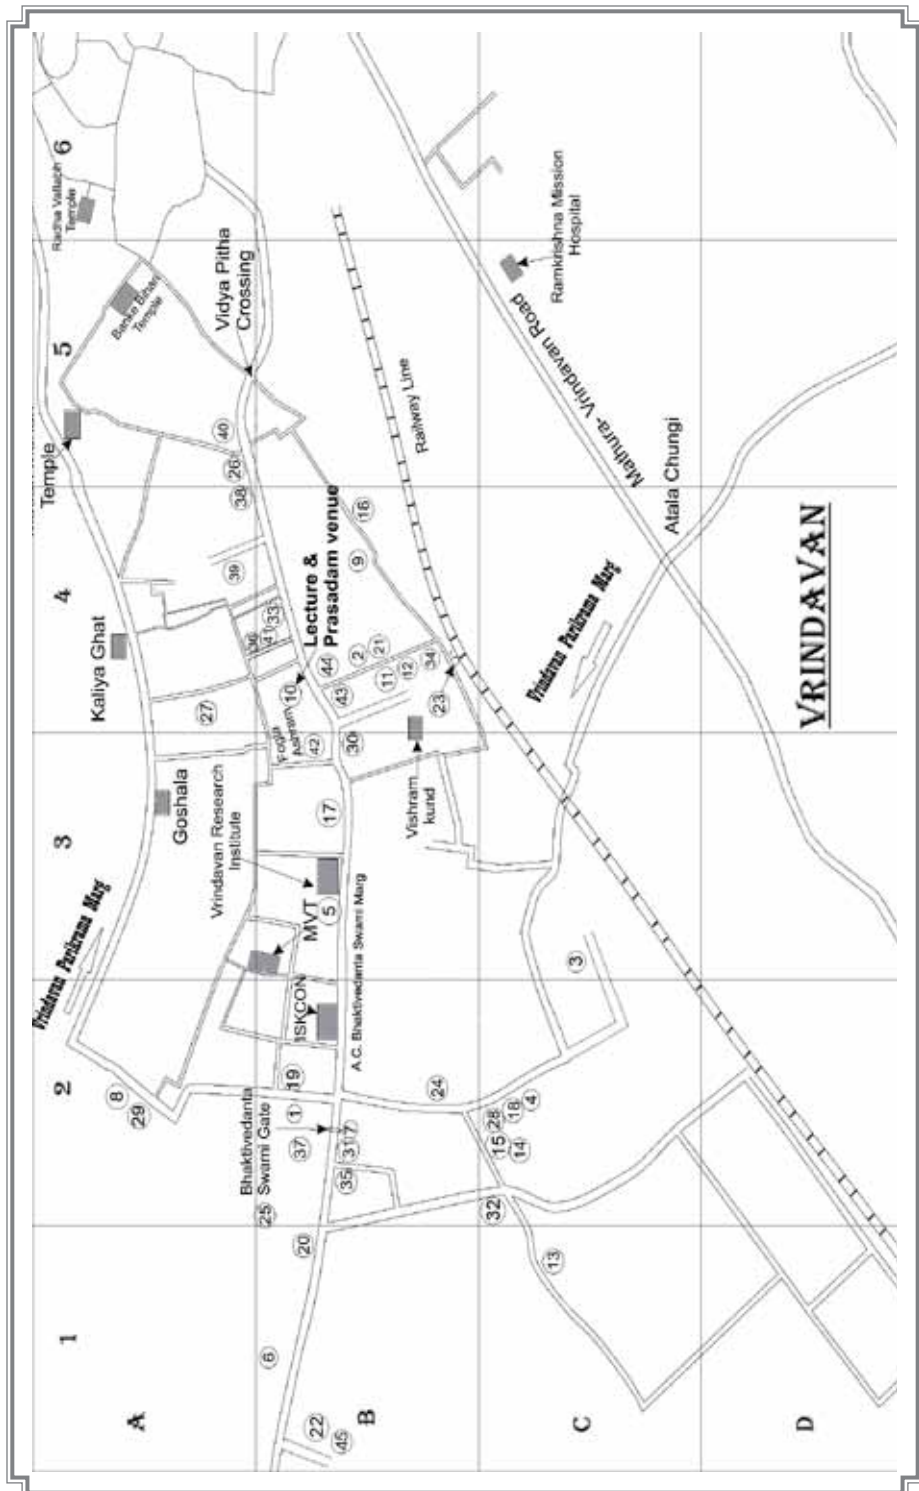 VRINDAVAN
1
2
3
4
5
6
A
B
C
D
Radha Vallabh
Temple
Banke Bihari
Temple
Vidya Pitha
Crossing
Ramkrishna Mission
Hospital
Mathura-Vrindavan Road
Railway Line
Atala Chungi
Temple
Kaliya Ghat
Goshala
Lecture &
Prasadam venue
Fogla
Ashram
Vrindavan Research
Institute
MVT
ISKCON
Vishram
kund
A.C. Bhaktivedanta Swami Marg
Bhaktivedanta
Swami Gate
Vrindavan Parikrama Marg
Vrindavan Parikrama Marg
40
26
38
39
16
9
33
41
36
44
2
21
10
43
11
12
34
23
27
42
30
17
5
3
19
24
8
29
1
37
31
7
35
25
28
18
4
15
14
32
20
13
6
22
45